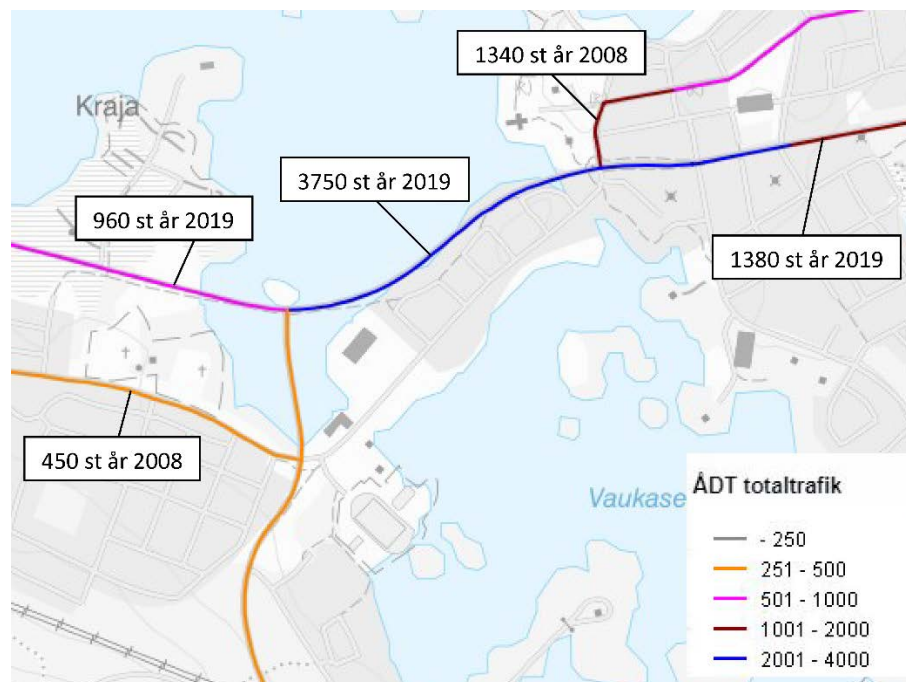 1340 st år 2008
Kraja
3750 st år 2019
960 st år 2019
1380 st år 2019
450 st år 2008
Vaukase
ÅDT totaltrafik
- 250
251 - 500
501 - 1000
1001 - 2000
2001 - 4000